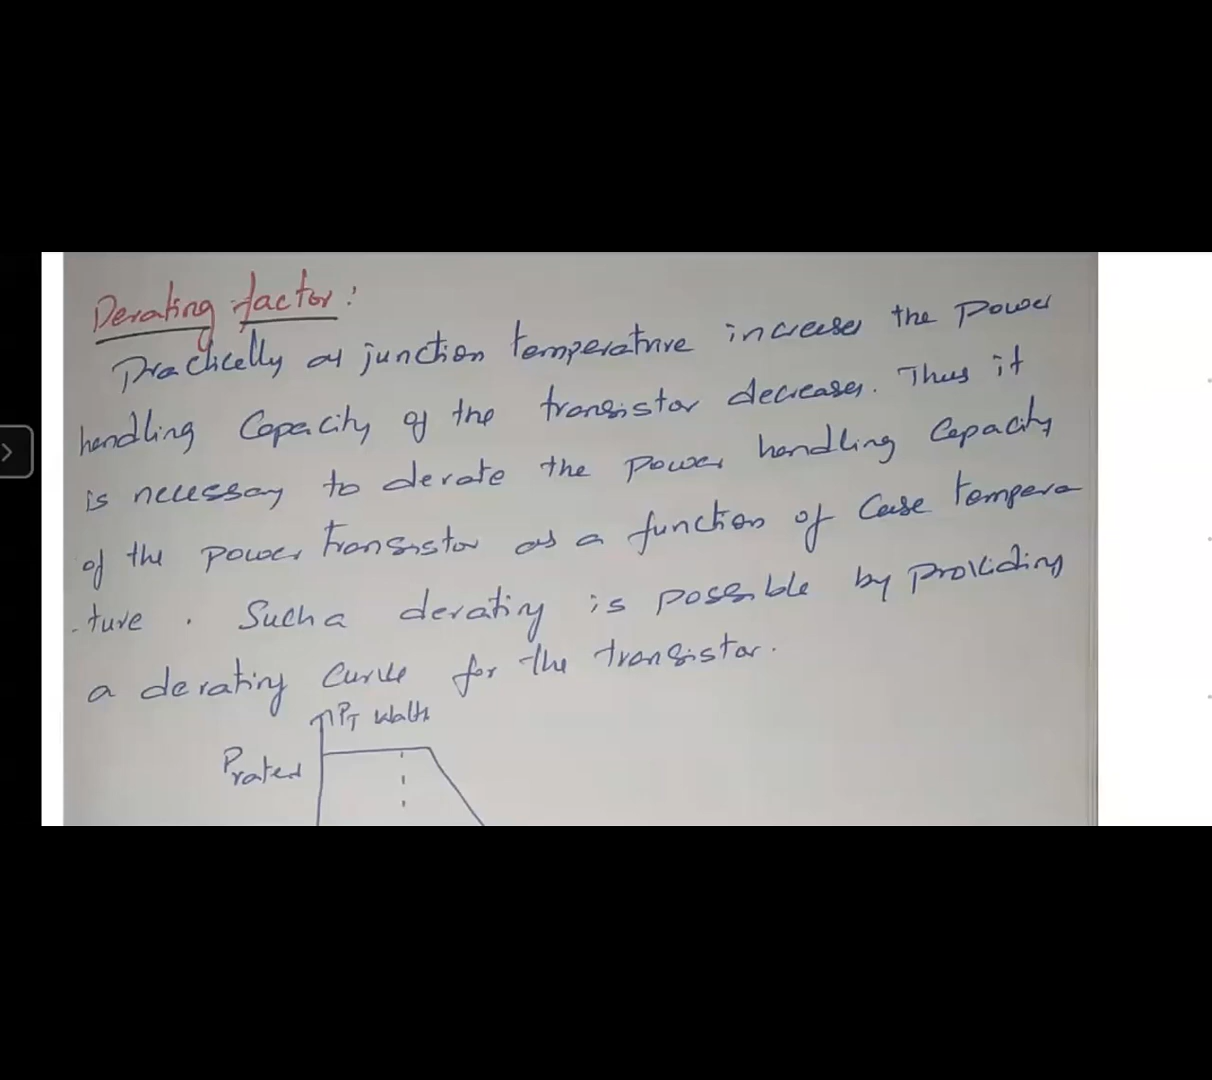 Derating factor:
Practically as junction temperature increases the power
handling Capacity of the transistor decreases. Thus it
is necessary to derate the power handling Capacity
of the power transistor as a function of Case tempera
-ture. Such a derating is possible by providing
a derating Curve for the transistor.
PT Watts
Prated